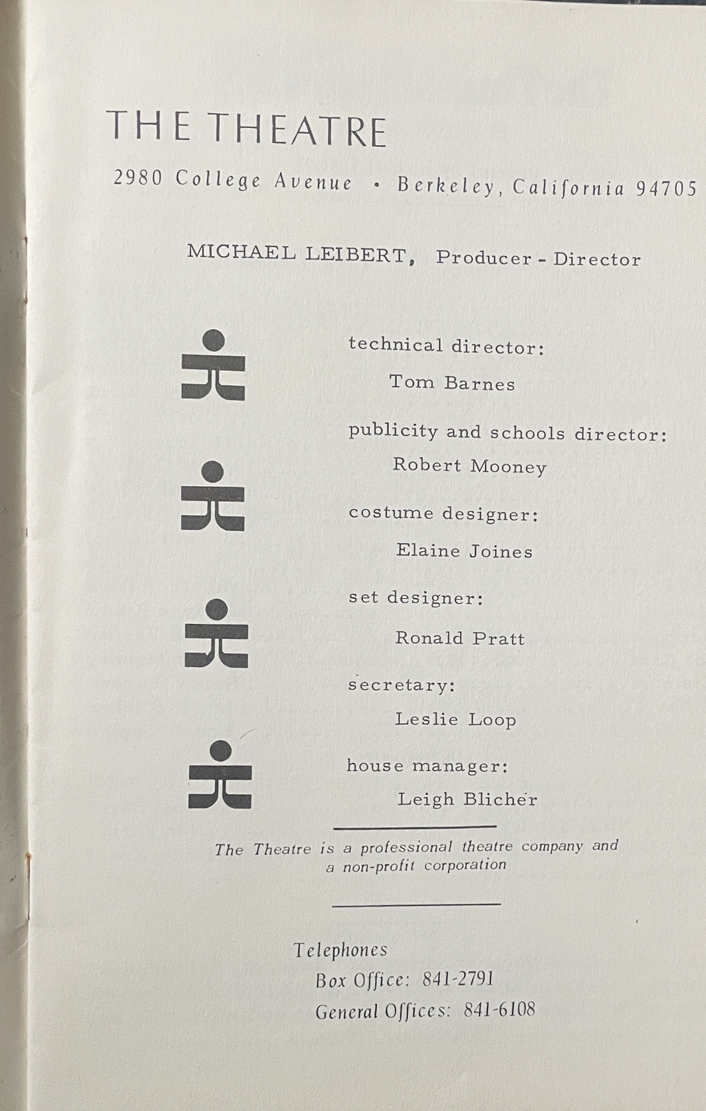 THE THEATRE
2980 College Avenue • Berkeley, California 94705
MICHAEL LEIBERT, Producer - Director
technical director:
Tom Barnes
publicity and schools director:
Robert Mooney
costume designer:
Elaine Joines
set designer:
Ronald Pratt
secretary:
Leslie Loop
house manager:
Leigh Blicher
The Theatre is a professional theatre company and
a non-profit corporation
Telephones
Box Office: 841-2791
General Offices: 841-6108